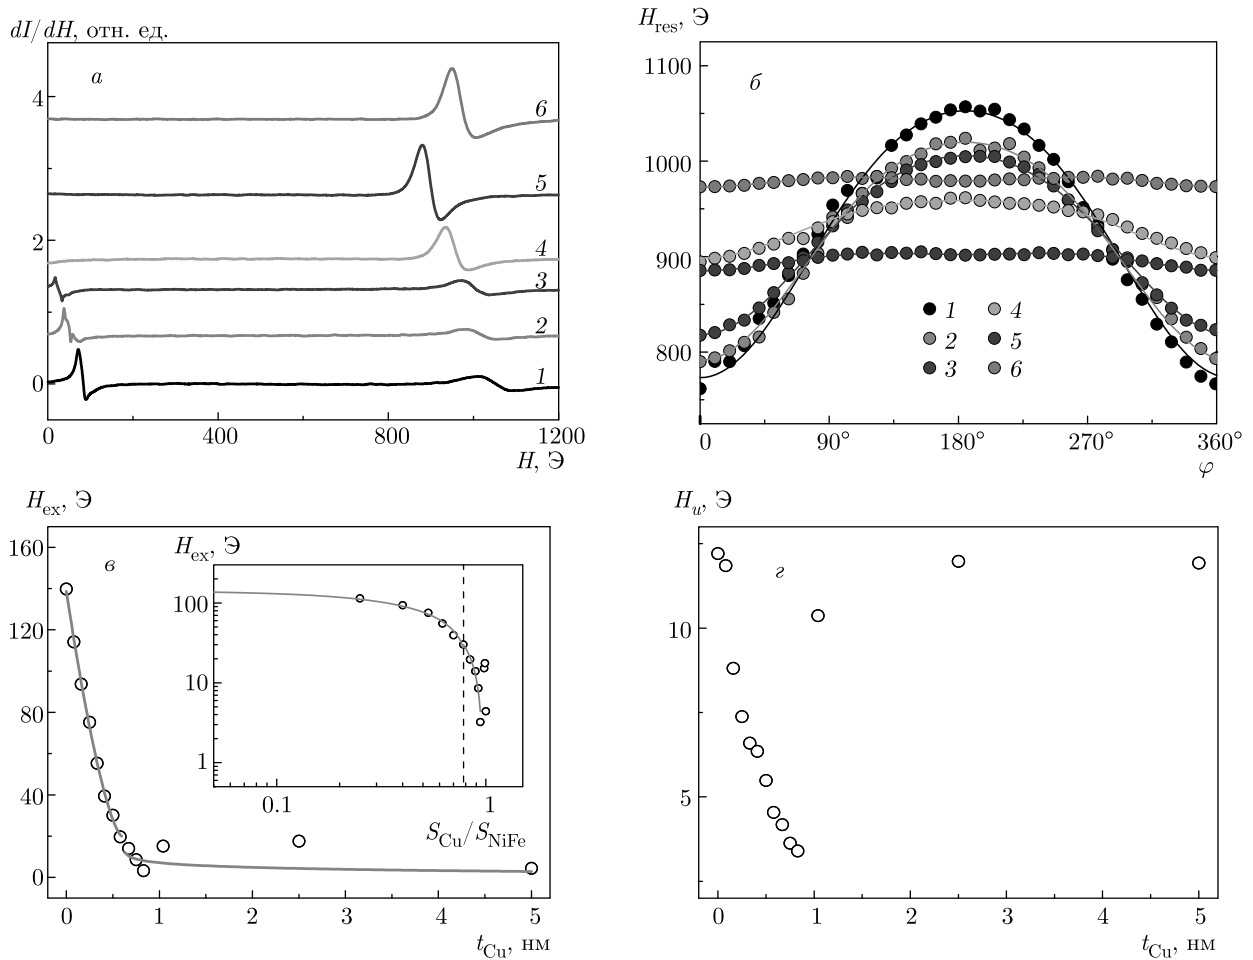 dI/dH, отн. ед.
а
4
2
0
6
5
4
3
2
1
0 400 800 1200
H, Э
H_res, Э
б
1100
1000
900
800
1 4
2 5
3 6
0 90° 180° 270° 360°
φ
H_ex, Э
в
160
120
80
40
0
H_ex, Э
100
10
1
0.1 1
S_Cu/S_NiFe
0 1 2 3 4 5
t_Cu, нм
H_u, Э
г
10
5
0 1 2 3 4 5
t_Cu, нм